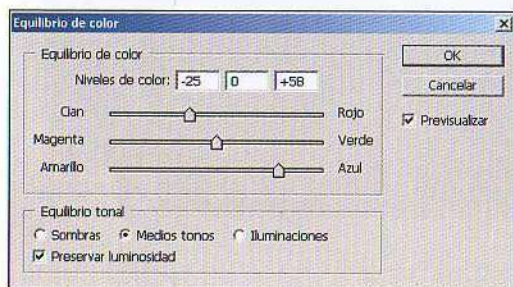 Equilibrio de color
Equilibrio de color
OK
Niveles de color: -25 0 +58
Cancelar
Cian Rojo
Previsualizar
Magenta Verde
Amarillo Azul
Equilibrio tonal
Sombras Medios tonos Iluminaciones
Preservar luminosidad